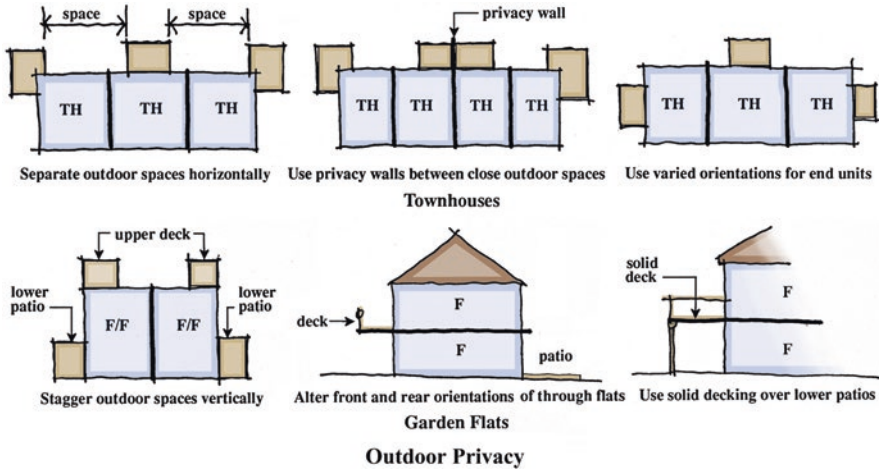 space
space
privacy wall
TH
TH
TH
TH
TH
TH
TH
TH
TH
TH
Separate outdoor spaces horizontally
Use privacy walls between close outdoor spaces
Use varied orientations for end units
Townhouses
upper deck
lower
patio
lower
patio
F/F
F/F
Stagger outdoor spaces vertically
deck
F
F
patio
Alter front and rear orientations of through flats
solid
deck
F
F
Use solid decking over lower patios
Garden Flats
Outdoor Privacy